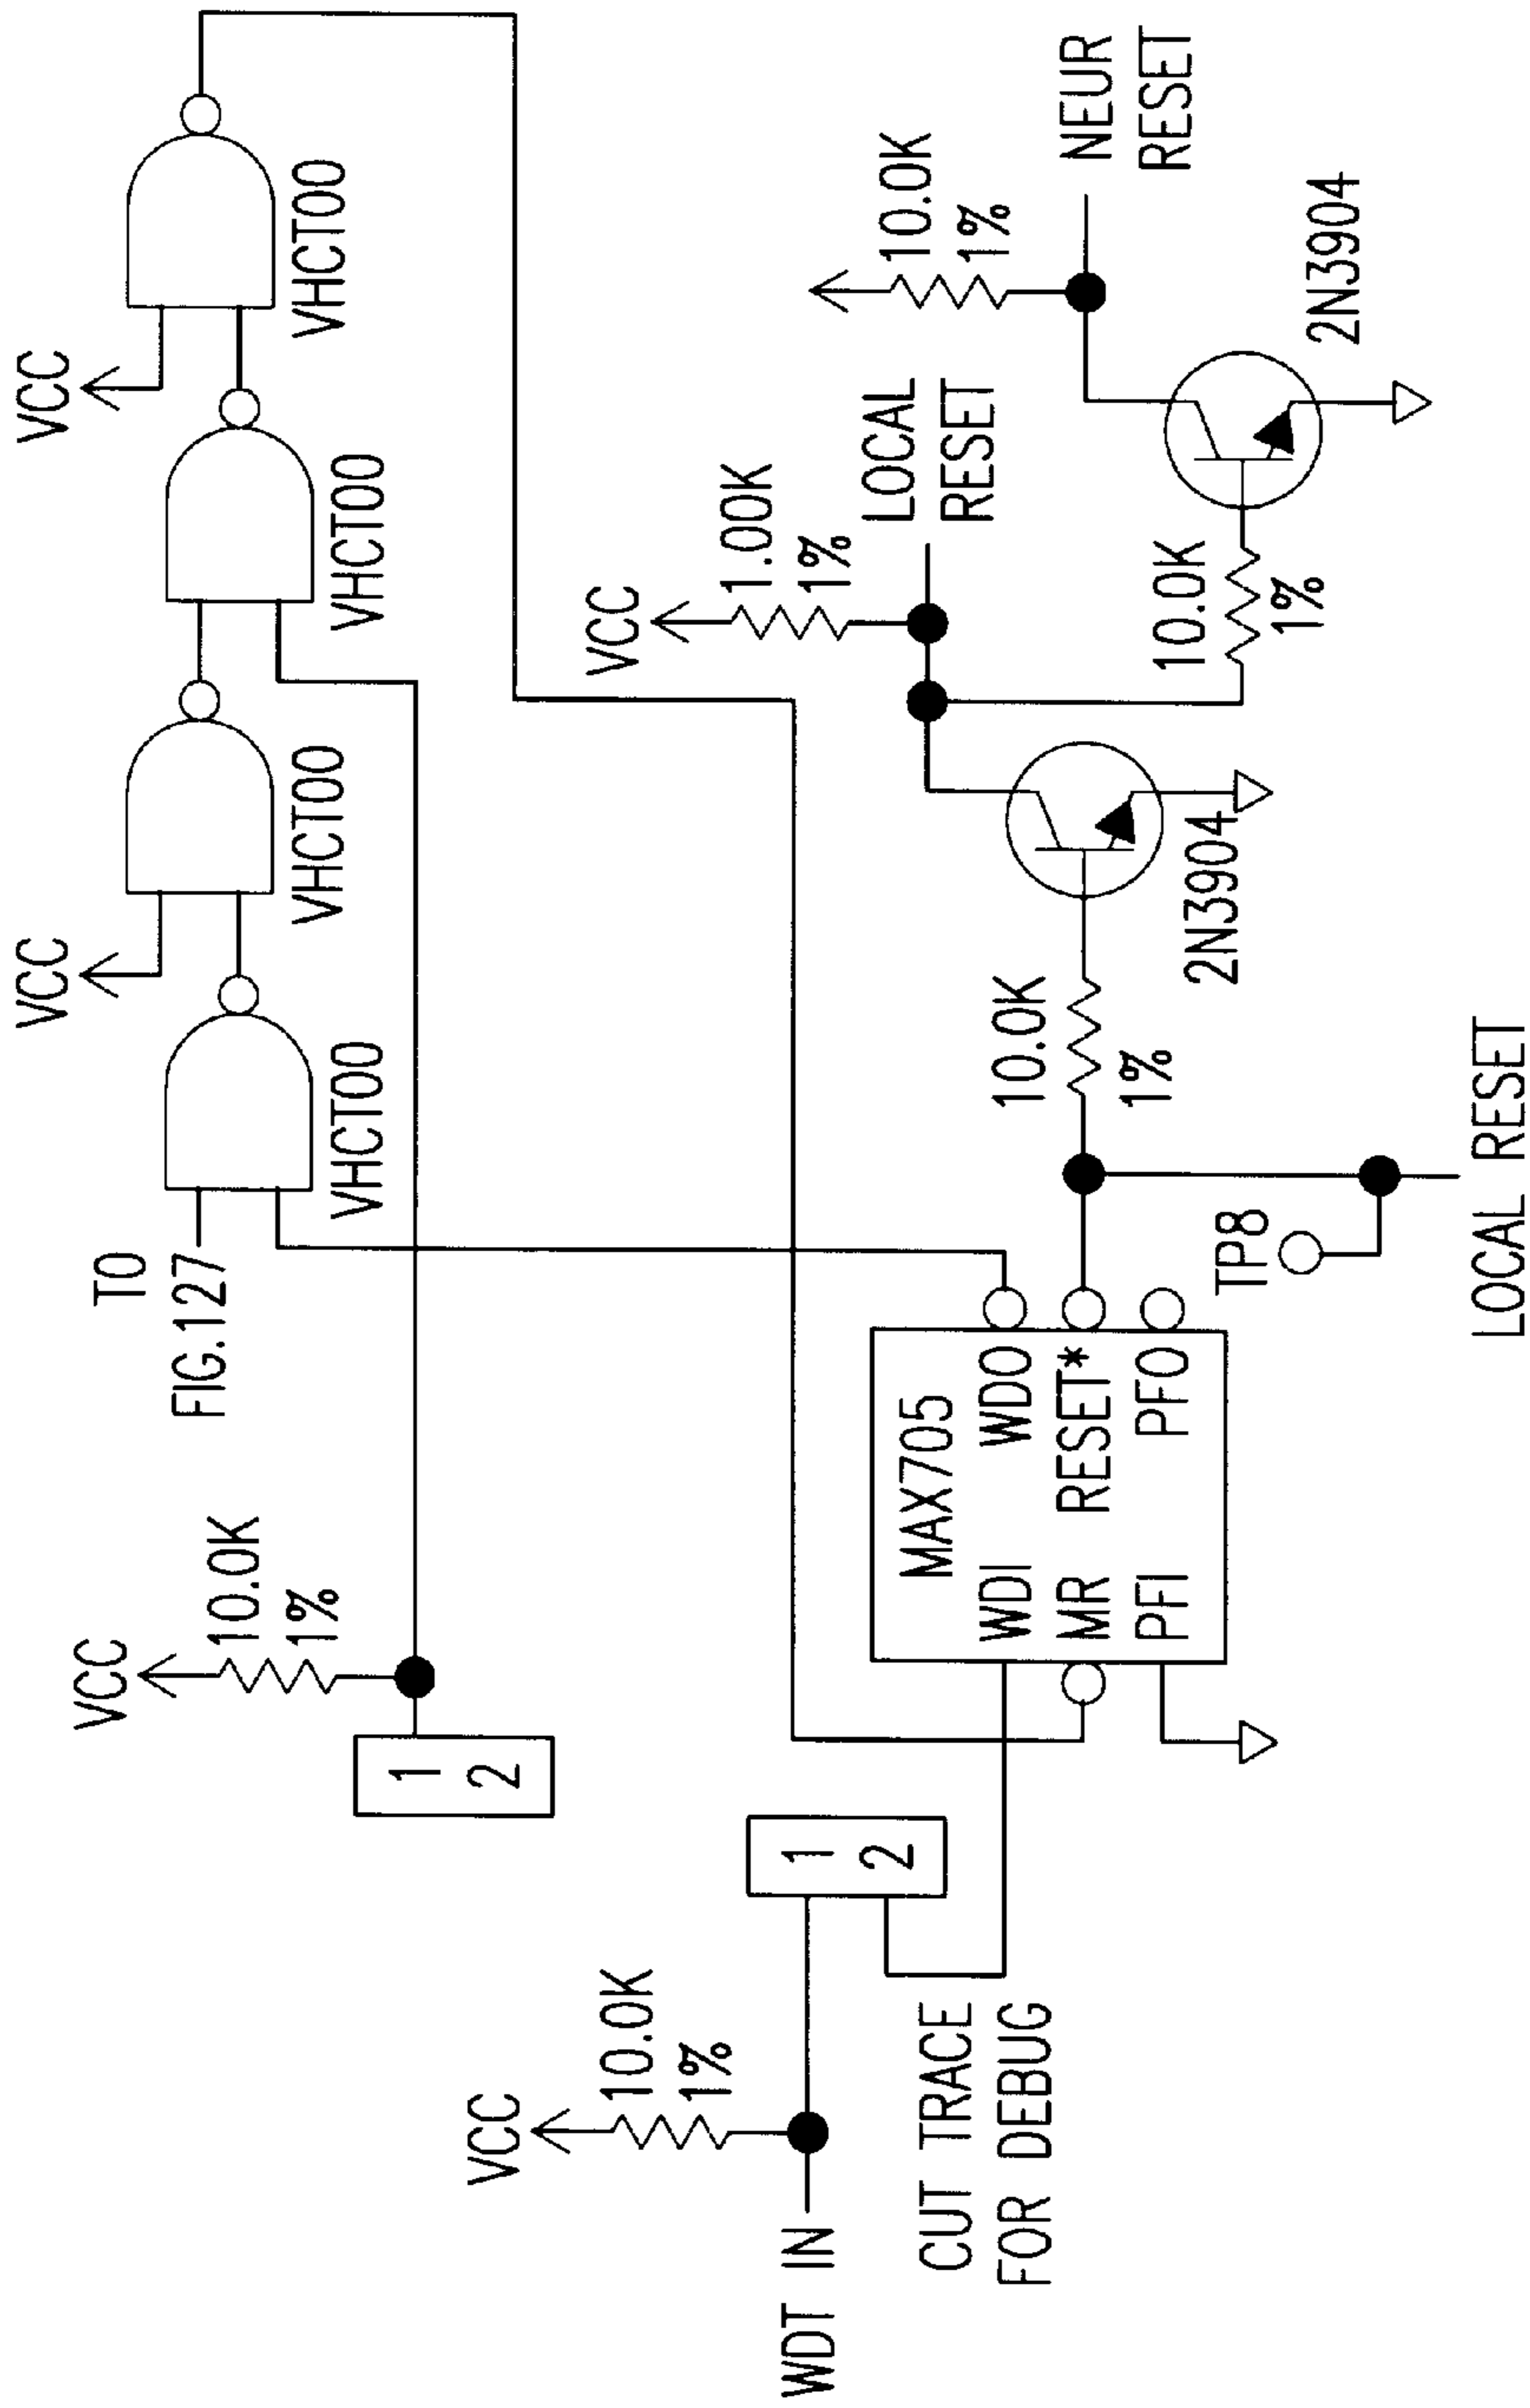 VCC
VCC
VHCT00
VHCT00
VHCT00
VHCT00
TO
FIG.127
VCC
10.0K
1%
1
2
VCC
10.0K
1%
WDT IN
1
2
CUT TRACE
FOR DEBUG
MAX705
WDI
WDO
MR
RESET*
PFI
PFO
TP8
LOCAL RESET
10.0K
1%
2N3904
VCC
1.00K
1%
LOCAL
RESET
10.0K
1%
2N3904
10.0K
1%
NEUR
RESET